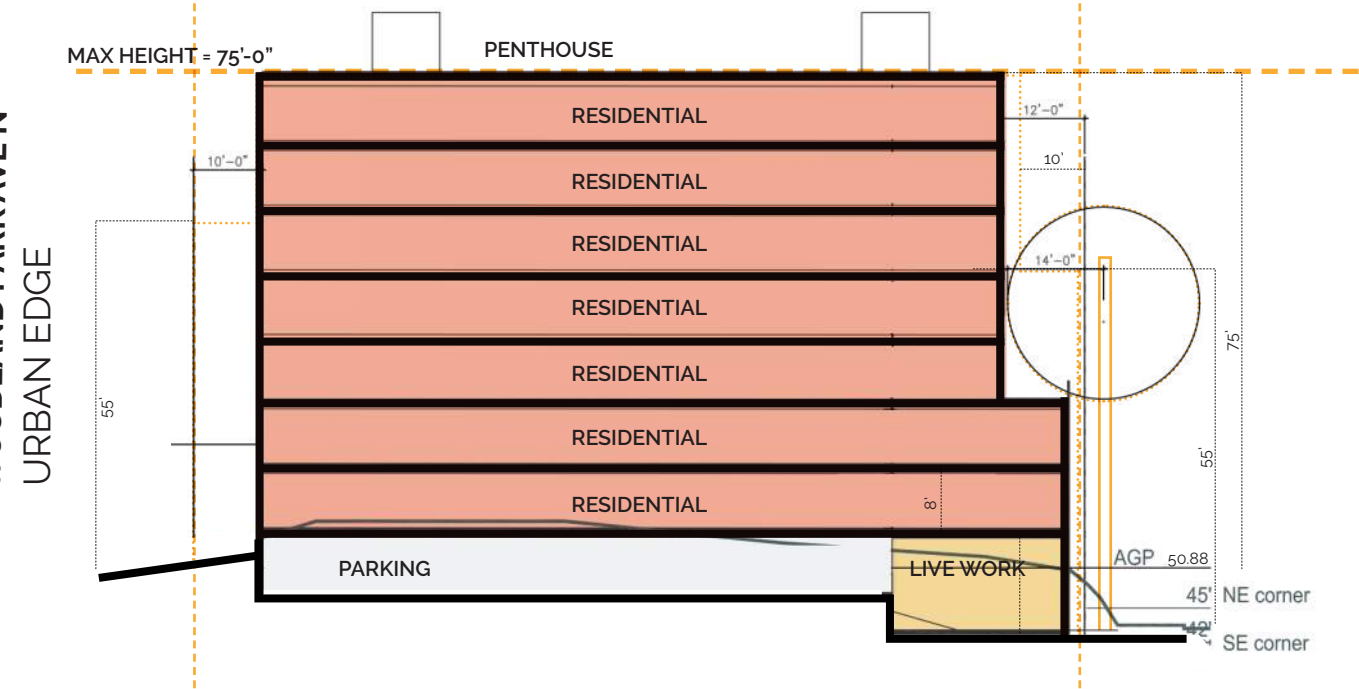 MAX HEIGHT = 75'-0"
PENTHOUSE
RESIDENTIAL
12'-0"
10'-0"
10'
RESIDENTIAL
RESIDENTIAL
14'-0"
RESIDENTIAL
75'
RESIDENTIAL
55'
RESIDENTIAL
55'
RESIDENTIAL
8'
URBAN EDGE
PARKING
LIVE WORK
AGP 50.88
45' NE corner
42'
SE corner